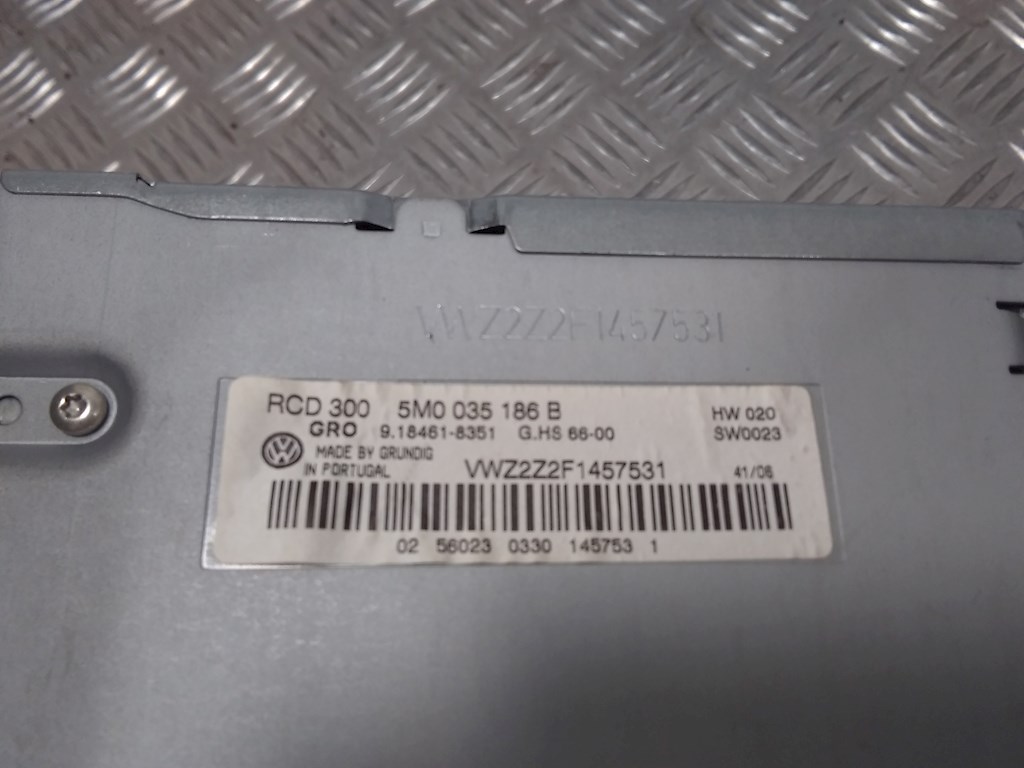 VWZ2Z2F1457531
RCD 300 5M0 035 186 B HW 020
GRO 9.18461-8351 G.HS 66-00 SW0023
MADE BY GRUNDIG
IN PORTUGAL VWZ2Z2F1457531 41/06
02 56023 0330 145753 1